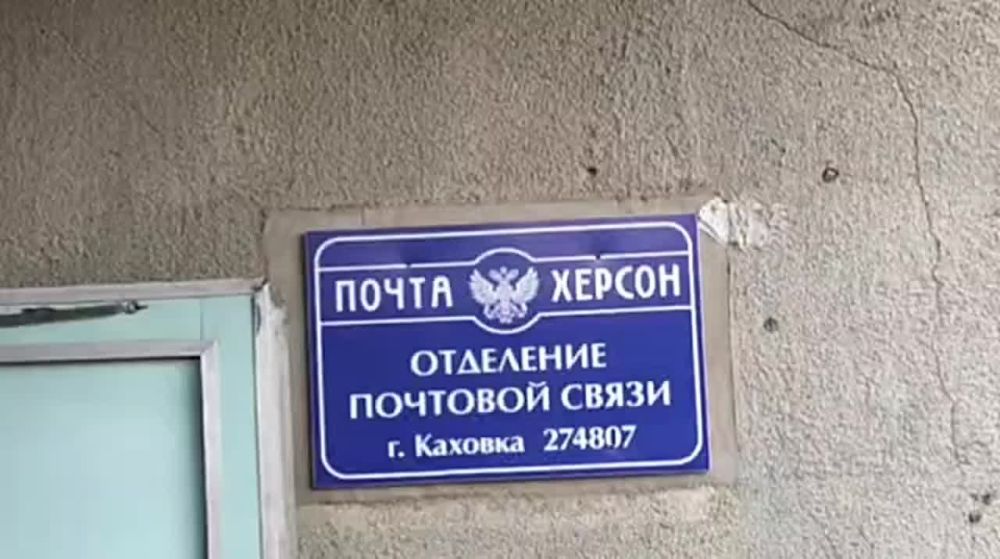 ПОЧТА ХЕРСОН
ОТДЕЛЕНИЕ
ПОЧТОВОЙ СВЯЗИ
г. Каховка 274807